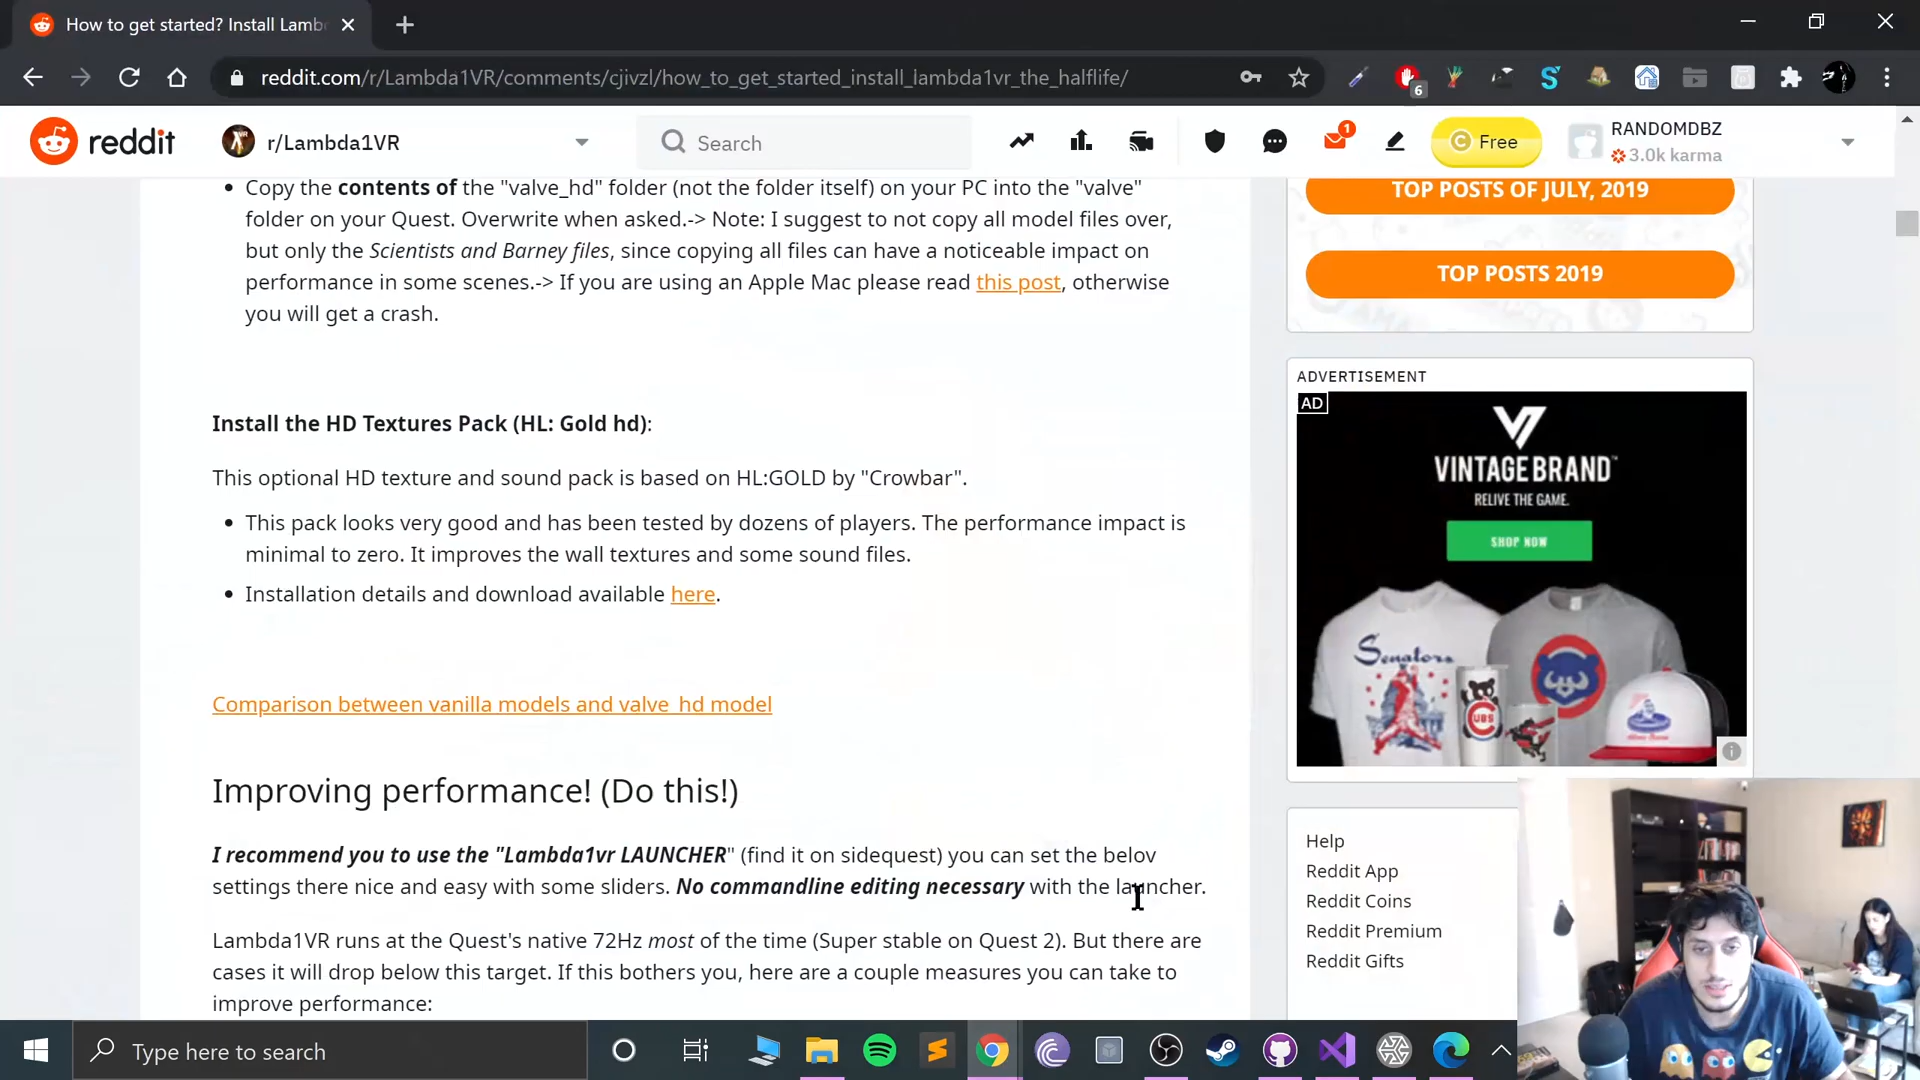 How to get started? Install Lamb
reddit.com/r/Lambda1VR/comments/cjivzl/how_to_get_started_install_lambda1vr_the_halflife/
6
reddit
r/Lambda1VR
Search
1
Free
RANDOMDBZ
3.0k karma
• Copy the contents of the "valve_hd" folder (not the folder itself) on your PC into the "valve"
folder on your Quest. Overwrite when asked.-> Note: I suggest to not copy all model files over,
but only the Scientists and Barney files, since copying all files can have a noticeable impact on
performance in some scenes.-> If you are using an Apple Mac please read this post, otherwise
you will get a crash.
Install the HD Textures Pack (HL: Gold hd):
This optional HD texture and sound pack is based on HL:GOLD by "Crowbar".
• This pack looks very good and has been tested by dozens of players. The performance impact is
minimal to zero. It improves the wall textures and some sound files.
• Installation details and download available here.
Comparison between vanilla models and valve_hd model
Improving performance! (Do this!)
I recommend you to use the "Lambda1vr LAUNCHER" (find it on sidequest) you can set the belov
settings there nice and easy with some sliders. No commandline editing necessary with the launcher.
Lambda1VR runs at the Quest's native 72Hz most of the time (Super stable on Quest 2). But there are
cases it will drop below this target. If this bothers you, here are a couple measures you can take to
improve performance:
TOP POSTS OF JULY, 2019
TOP POSTS 2019
ADVERTISEMENT
AD
VINTAGE BRAND™
RELIVE THE GAME.
SHOP NOW
Senators
CUBS
Help
Reddit App
Reddit Coins
Reddit Premium
Reddit Gifts
Type here to search